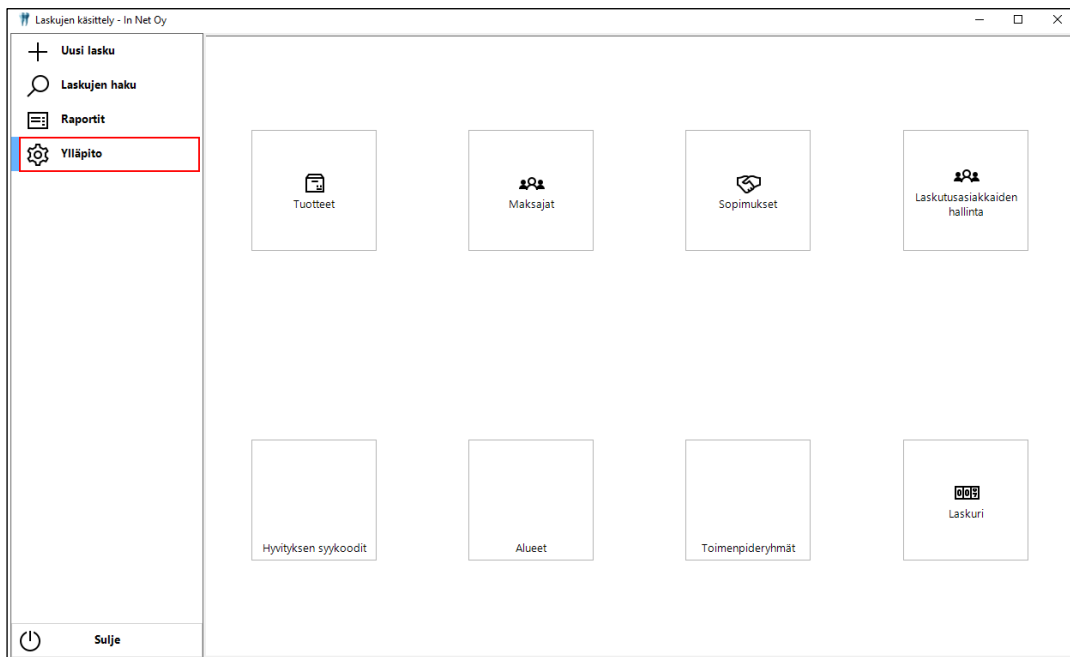 Laskujen käsittely - In Net Oy
Uusi lasku
Laskujen haku
Raportit
Ylläpito
Tuotteet
Maksajat
Sopimukset
Laskutusasiakkaiden
hallinta
Hyvityksen syykoodit
Alueet
Toimenpideryhmät
Laskuri
Sulje